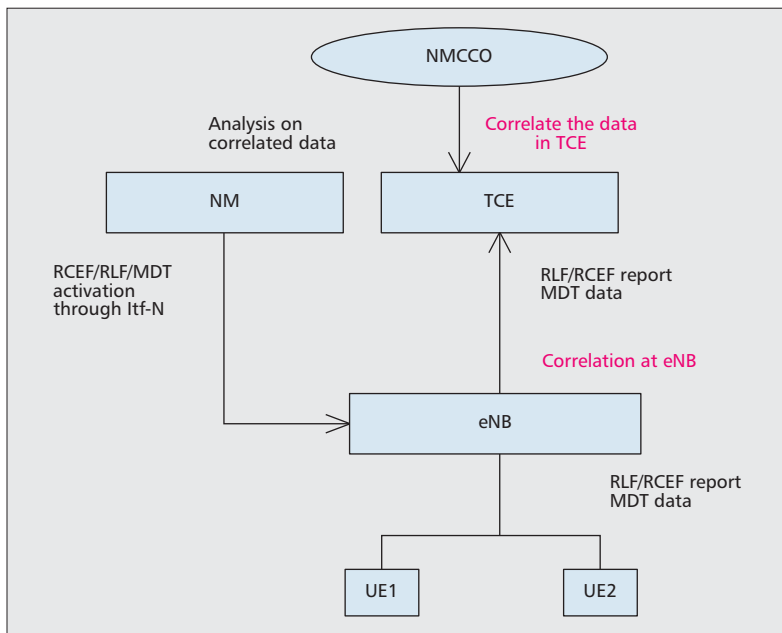 NMCCO
Analysis on
correlated data
Correlate the data
in TCE
NM
TCE
RCEF/RLF/MDT
activation
through Itf-N
RLF/RCEF report
MDT data
Correlation at eNB
eNB
RLF/RCEF report
MDT data
UE1
UE2